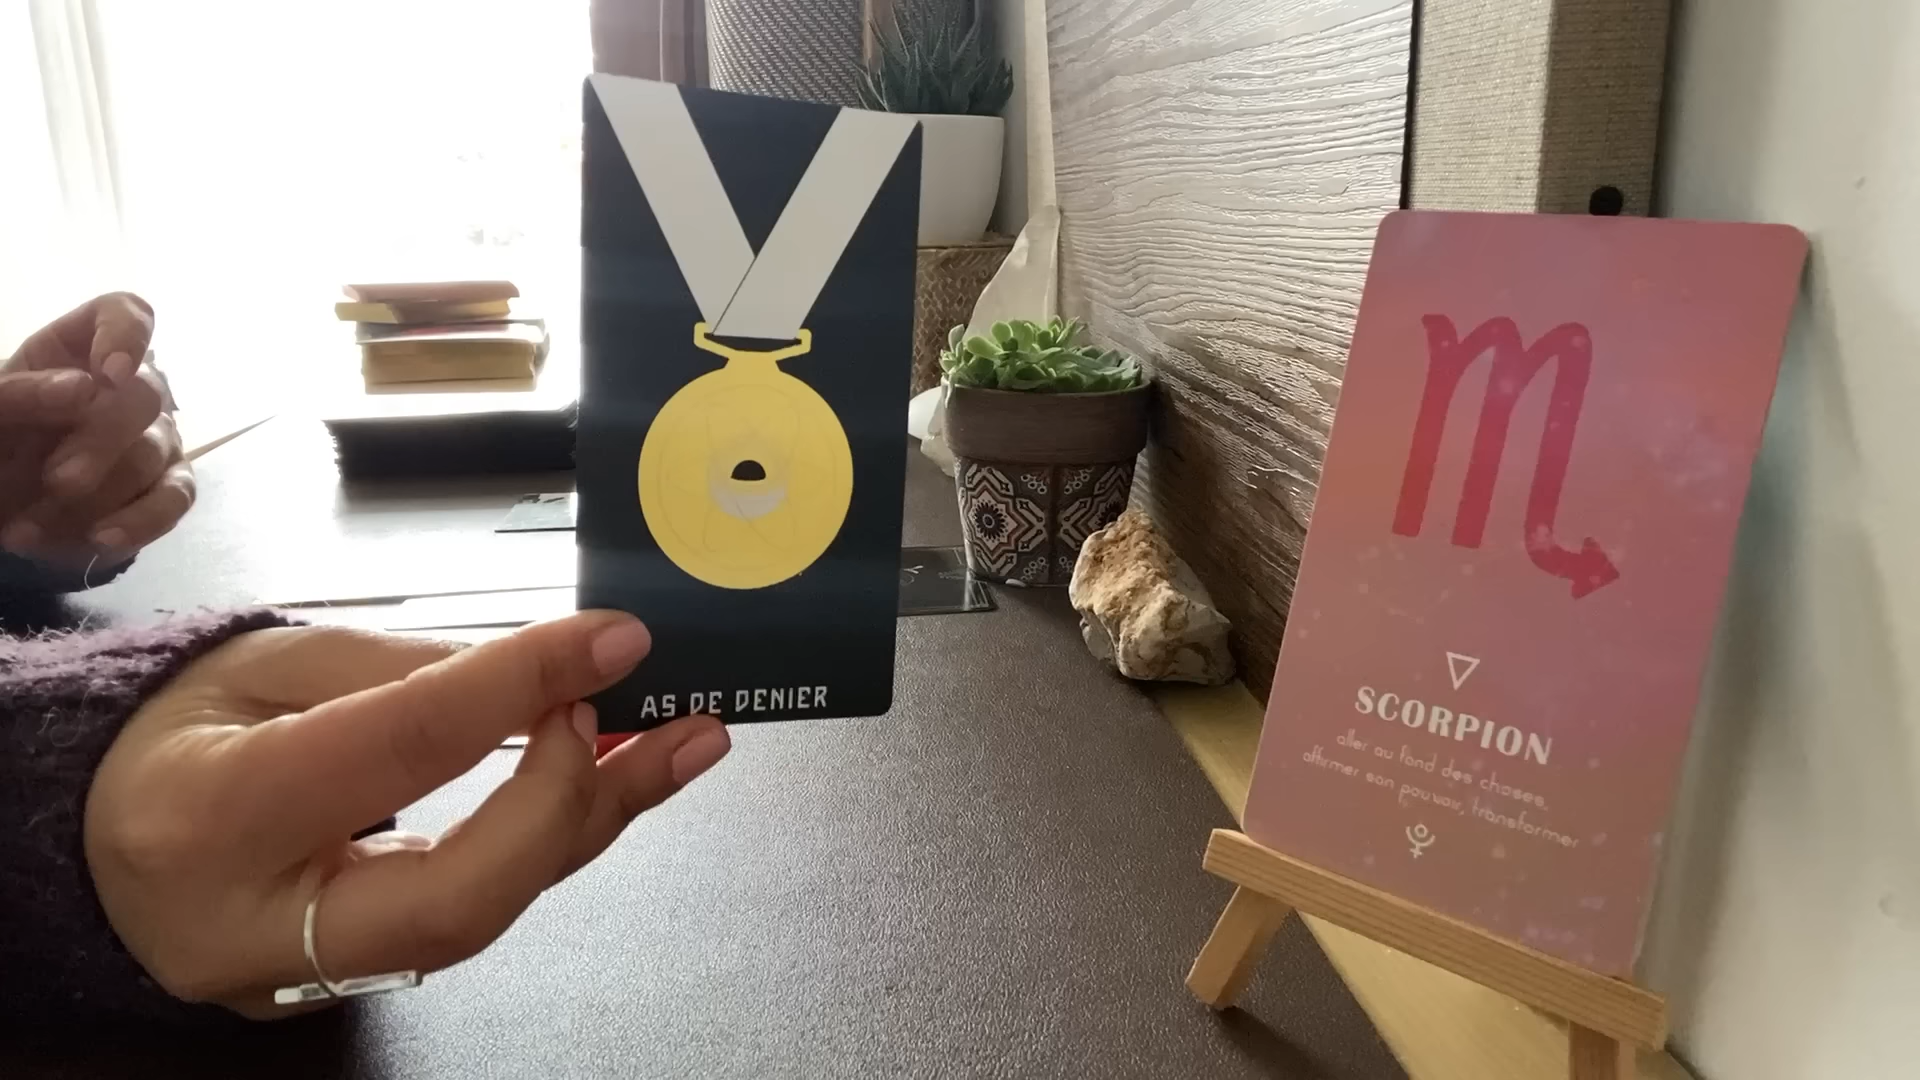 AS DE DENIER
SCORPION
aller au fond des choses,
affirmer son pouvoir, transformer